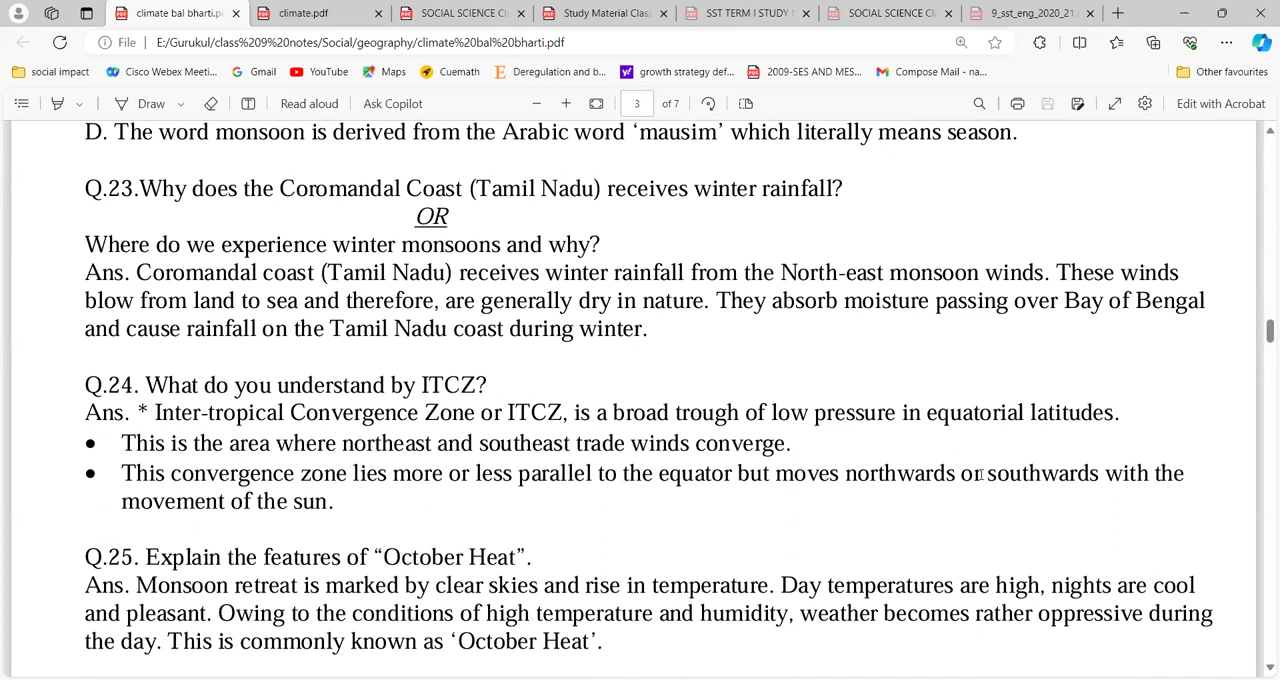 climate bal bharti.p
climate.pdf
SOCIAL SCIENCE Cl
Study Material Class
SST TERM I STUDY M
SOCIAL SCIENCE Cl
9_sst_eng_2020_21.
File
E:/Gurukul/class%209%20notes/Social/geography/climate%20bal%20bharti.pdf
social impact
Cisco Webex Meeti...
Gmail
YouTube
Maps
Cuemath
Deregulation and b...
growth strategy def...
2009-SES AND MES...
Compose Mail - na...
Other favourites
Draw
Read aloud
Ask Copilot
3 of 7
Edit with Acrobat
D. The word monsoon is derived from the Arabic word ‘mausim’ which literally means season.
Q.23.Why does the Coromandal Coast (Tamil Nadu) receives winter rainfall?
OR
Where do we experience winter monsoons and why?
Ans. Coromandal coast (Tamil Nadu) receives winter rainfall from the North-east monsoon winds. These winds
blow from land to sea and therefore, are generally dry in nature. They absorb moisture passing over Bay of Bengal
and cause rainfall on the Tamil Nadu coast during winter.
Q.24. What do you understand by ITCZ?
Ans. * Inter-tropical Convergence Zone or ITCZ, is a broad trough of low pressure in equatorial latitudes.
• This is the area where northeast and southeast trade winds converge.
• This convergence zone lies more or less parallel to the equator but moves northwards or southwards with the
movement of the sun.
Q.25. Explain the features of “October Heat”.
Ans. Monsoon retreat is marked by clear skies and rise in temperature. Day temperatures are high, nights are cool
and pleasant. Owing to the conditions of high temperature and humidity, weather becomes rather oppressive during
the day. This is commonly known as ‘October Heat’.